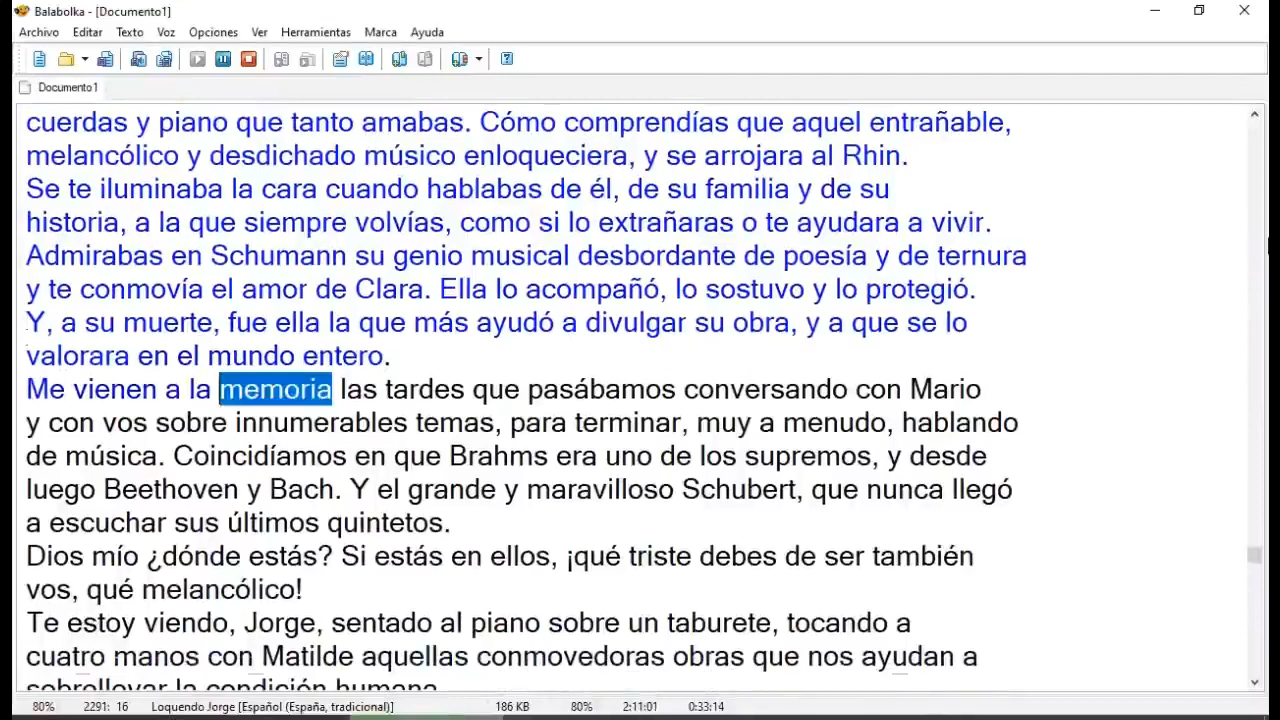 Balabolka - [Documento1]
Archivo Editar Texto Voz Opciones Ver Herramientas Marca Ayuda
Documento1
cuerdas y piano que tanto amabas. Cómo comprendías que aquel entrañable,
melancólico y desdichado músico enloqueciera, y se arrojara al Rhin.
Se te iluminaba la cara cuando hablabas de él, de su familia y de su
historia, a la que siempre volvías, como si lo extrañaras o te ayudara a vivir.
Admirabas en Schumann su genio musical desbordante de poesía y de ternura
y te conmovía el amor de Clara. Ella lo acompañó, lo sostuvo y lo protegió.
Y, a su muerte, fue ella la que más ayudó a divulgar su obra, y a que se lo
valorara en el mundo entero.
Me vienen a la memoria las tardes que pasábamos conversando con Mario
y con vos sobre innumerables temas, para terminar, muy a menudo, hablando
de música. Coincidíamos en que Brahms era uno de los supremos, y desde
luego Beethoven y Bach. Y el grande y maravilloso Schubert, que nunca llegó
a escuchar sus últimos quintetos.
Dios mío ¿dónde estás? Si estás en ellos, ¡qué triste debes de ser también
vos, qué melancólico!
Te estoy viendo, Jorge, sentado al piano sobre un taburete, tocando a
cuatro manos con Matilde aquellas conmovedoras obras que nos ayudan a
sobrellevar la condición humana
80% 2291: 16 Loquendo Jorge [Español (España, tradicional)] 186 KB 80% 2:11:01 0:33:14